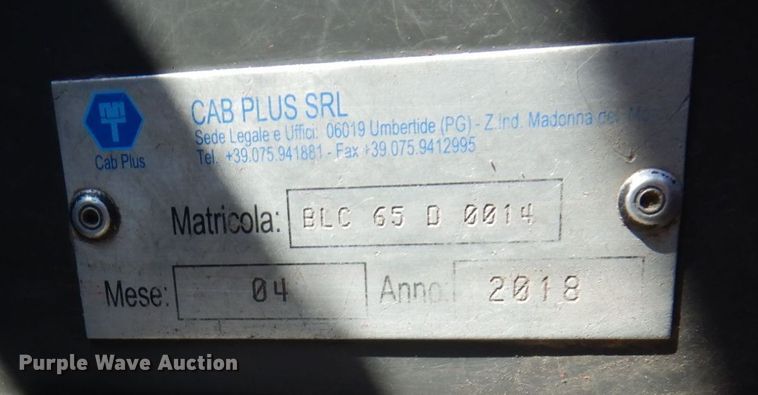 CAB PLUS SRL
Sede Legale e Uffici: 06019 Umbertide (PG) - Z.Ind. Madonna del
Tel. +39.075.941881 - Fax +39.075.9412995
Cab Plus
Matricola: BLC 65 D 0014
Mese: 04 Anno: 2018
Purple Wave Auction